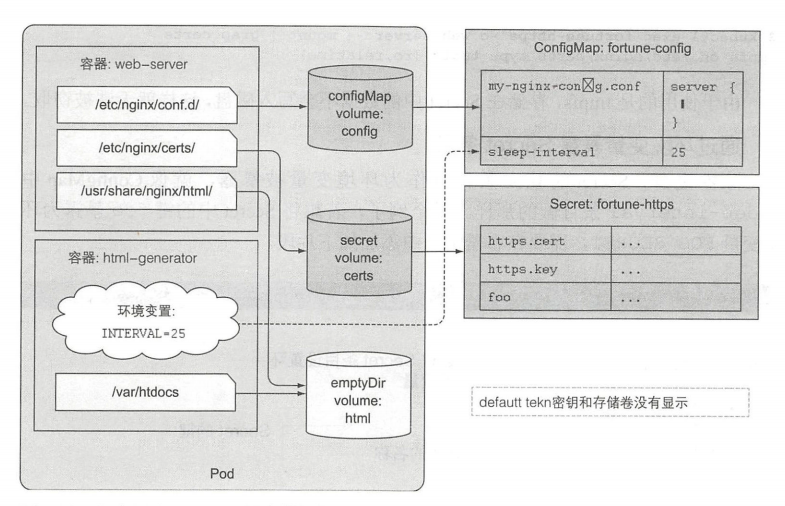 容器: web-server
/etc/nginx/conf.d/
/etc/nginx/certs/
/usr/share/nginx/html/
容器: html-generator
环境变置:
INTERVAL=25
/var/htdocs
Pod
configMap
volume:
config
secret
volume:
certs
emptyDir
volume:
html
ConfigMap: fortune-config
my-nginx-con☒g.conf
server {
}
sleep-interval
25
Secret: fortune-https
https.cert
...
https.key
...
foo
...
defautt tekn密钥和存储卷没有显示